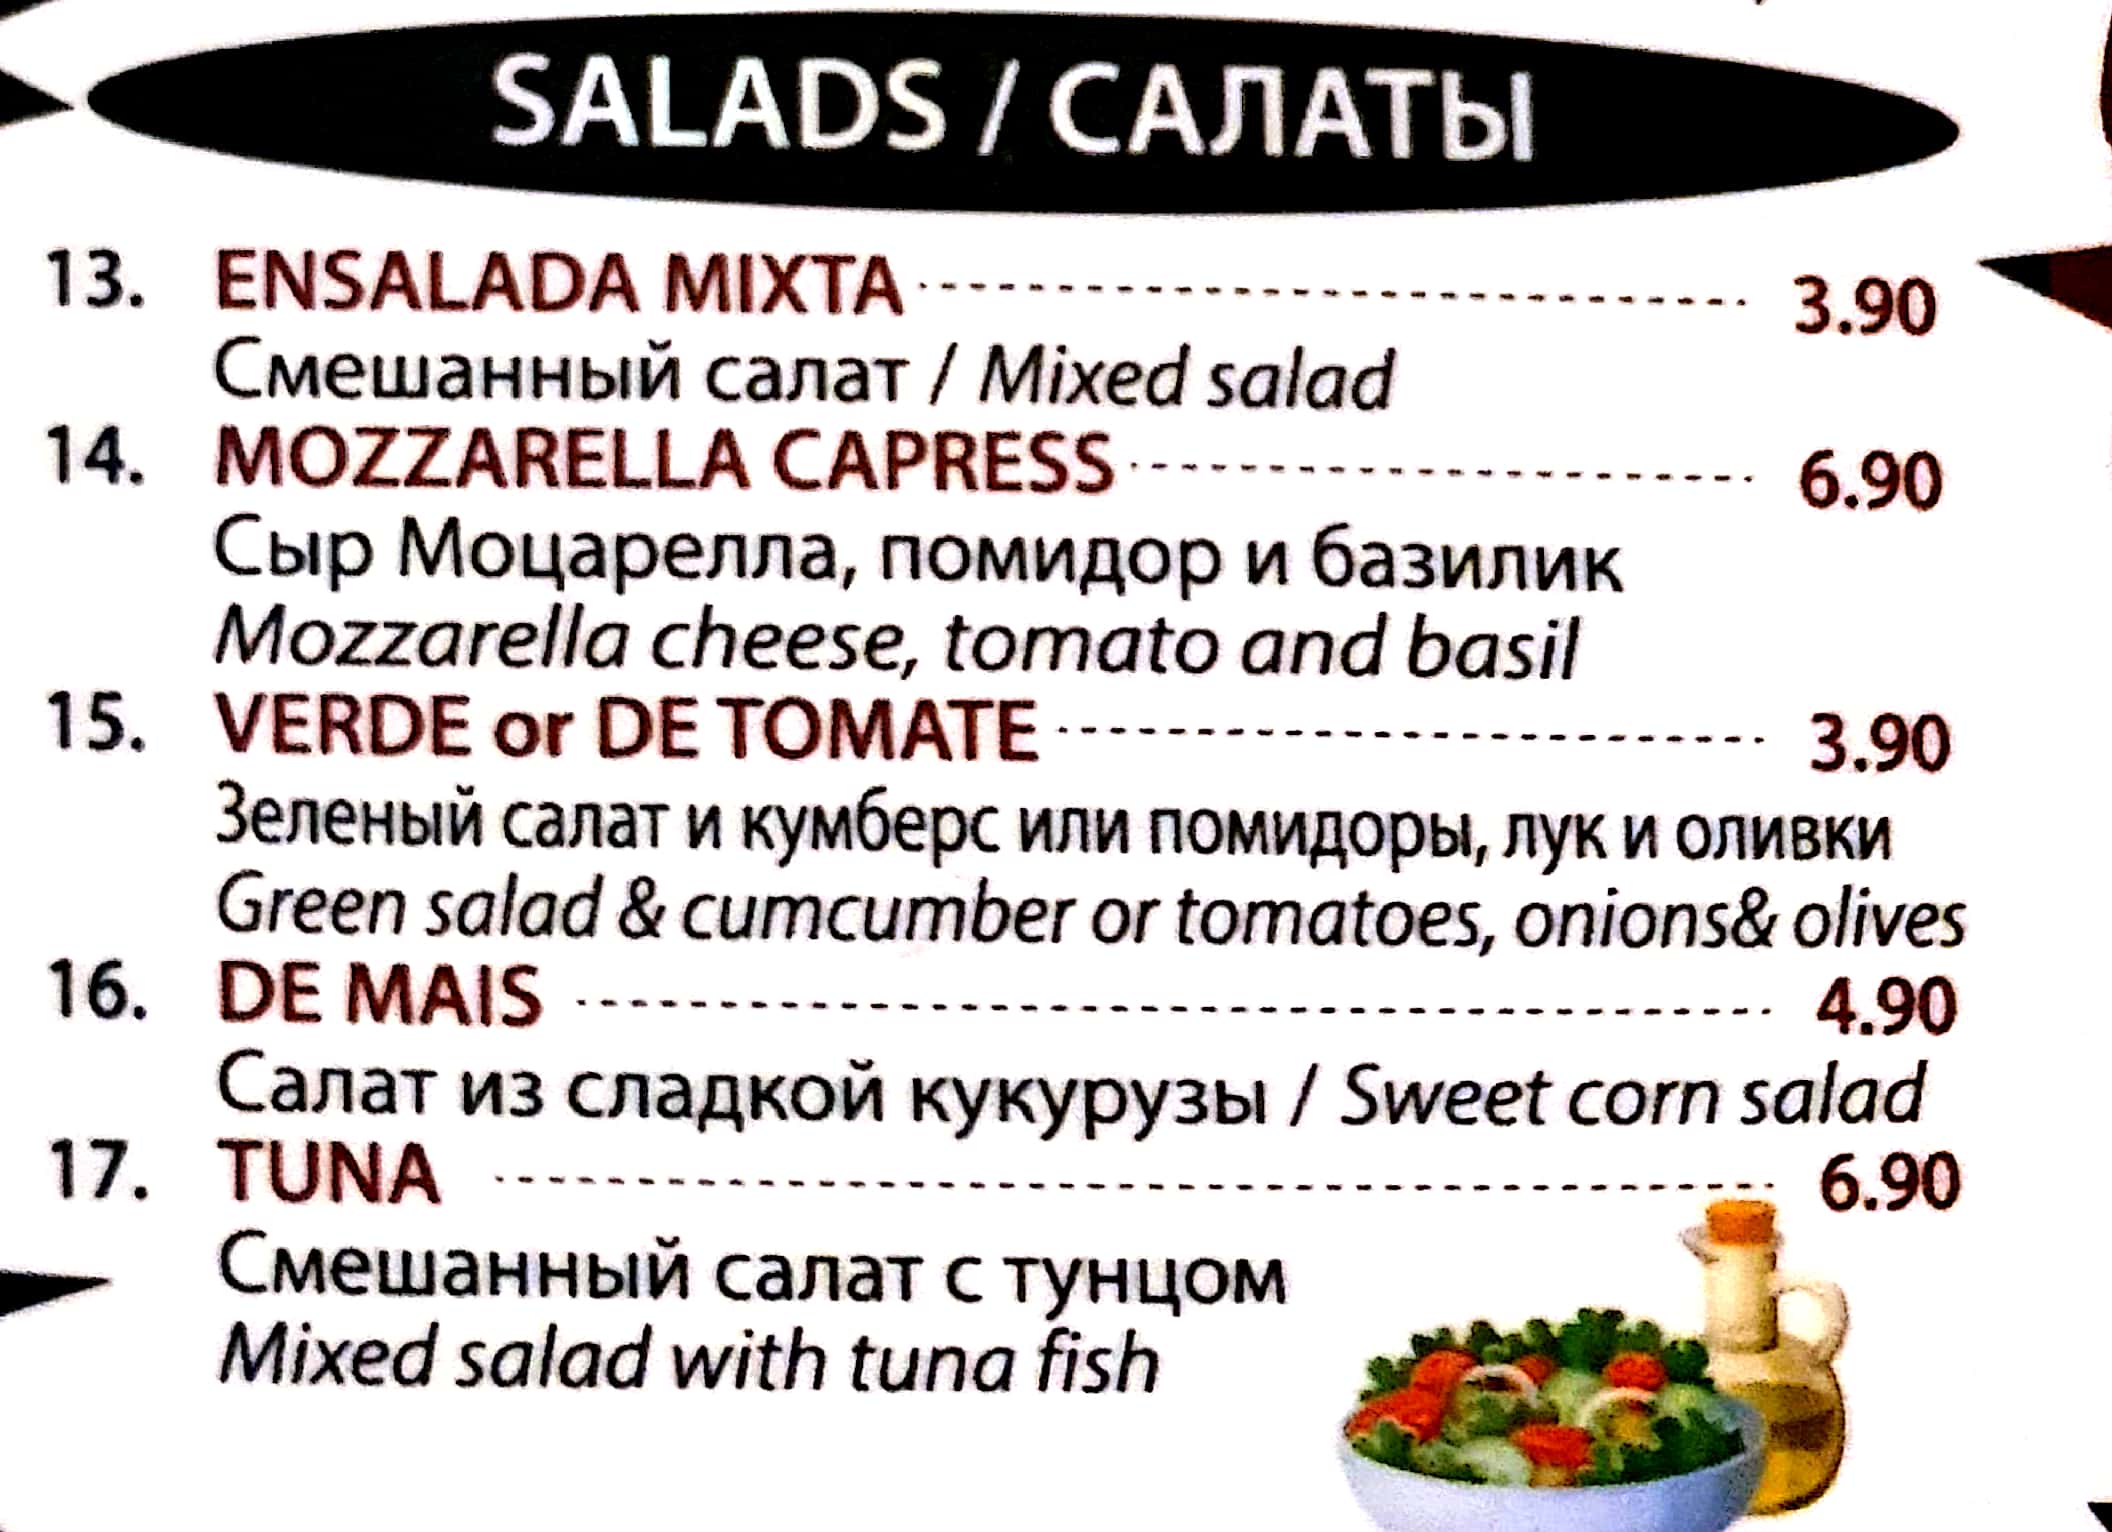 SALADS / САЛАТЫ
13. ENSALADA MIXTA 3.90
Смешанный салат / Mixed salad
14. MOZZARELLA CAPRESS 6.90
Сыр Моцарелла, помидор и базилик
Mozzarella cheese, tomato and basil
15. VERDE or DE TOMATE 3.90
Зеленый салат и кумберс или помидоры, лук и оливки
Green salad & cumcumber or tomatoes, onions& olives
16. DE MAIS 4.90
Салат из сладкой кукурузы / Sweet corn salad
17. TUNA 6.90
Смешанный салат с тунцом
Mixed salad with tuna fish